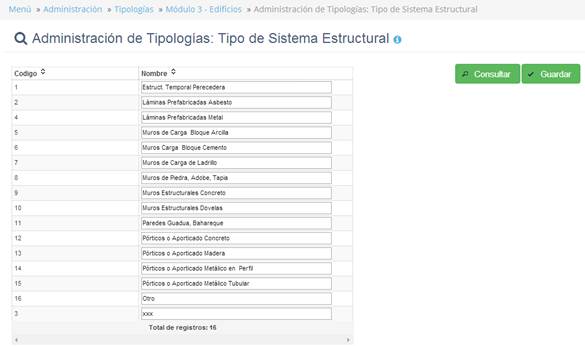 Menú » Administración » Tipologías » Módulo 3 - Edificios » Administración de Tipologías: Tipo de Sistema Estructural
Administración de Tipologías: Tipo de Sistema Estructural
Consultar Guardar
Codigo Nombre
1 Estruct. Temporal Perecedera
2 Láminas Prefabricadas Asbesto
4 Láminas Prefabricadas Metal
5 Muros de Carga Bloque Arcilla
6 Muros Carga Bloque Cemento
7 Muros de Carga de Ladrillo
8 Muros de Piedra, Adobe, Tapia
9 Muros Estructurales Concreto
10 Muros Estructurales Dovelas
11 Paredes Guadua, Bahareque
12 Pórticos o Aporticado Concreto
13 Pórticos o Aporticado Madera
14 Pórticos o Aporticado Metálico en Perfil
15 Pórticos o Aporticado Metálico Tubular
16 Otro
3 xxx
Total de registros: 16